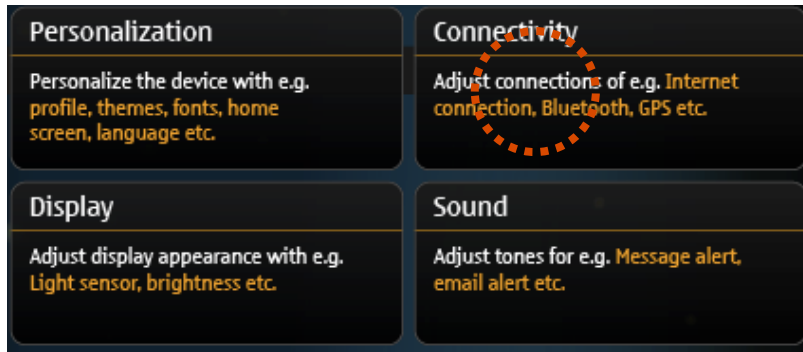 Personalization
Personalize the device with e.g.
profile, themes, fonts, home
screen, language etc.
Connectivity
Adjust connections of e.g. Internet
connection, Bluetooth, GPS etc.
Display
Adjust display appearance with e.g.
Light sensor, brightness etc.
Sound
Adjust tones for e.g. Message alert,
email alert etc.